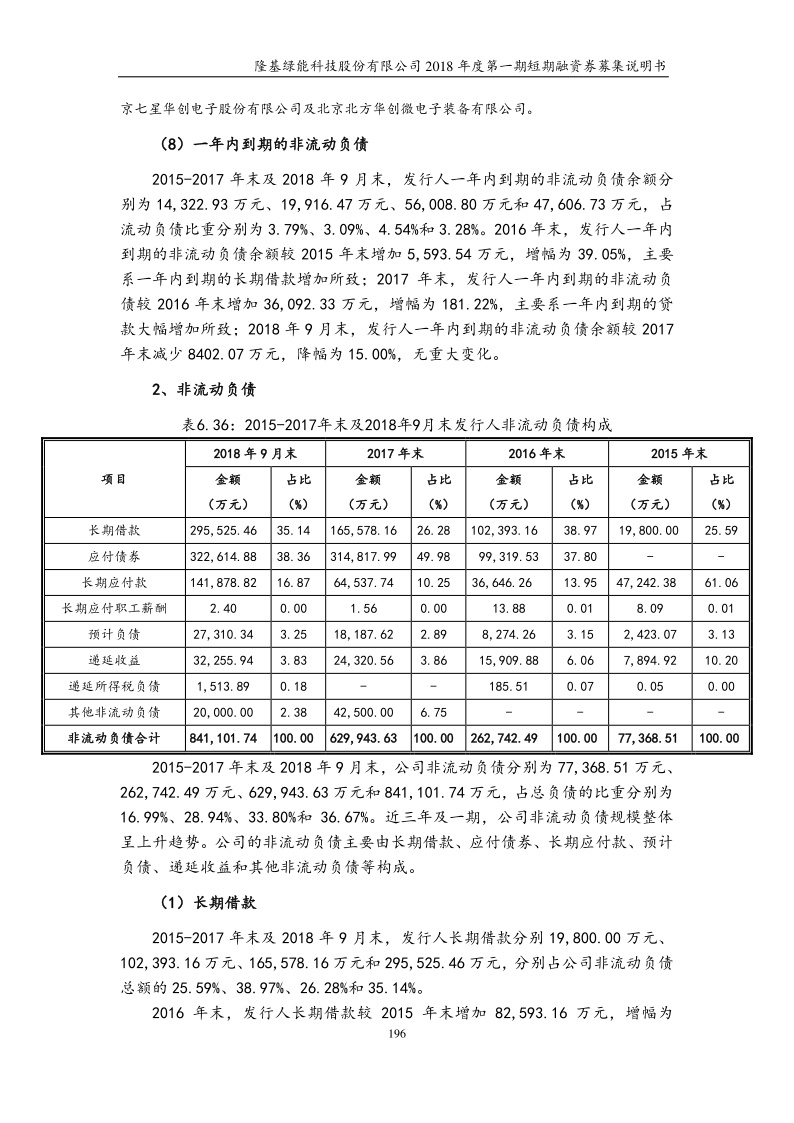 隆基绿能科技股份有限公司 2018 年度第一期短期融资券募集说明书
京七星华创电子股份有限公司及北京北方华创微电子装备有限公司。
（8）一年内到期的非流动负债
2015-2017 年末及 2018 年 9 月末，发行人一年内到期的非流动负债余额分
别为 14,322.93 万元、19,916.47 万元、56,008.80 万元和 47,606.73 万元，占
流动负债比重分别为 3.79%、3.09%、4.54%和 3.28%。2016 年末，发行人一年内
到期的非流动负债余额较 2015 年末增加 5,593.54 万元，增幅为 39.05%，主要
系一年内到期的长期借款增加所致；2017 年末，发行人一年内到期的非流动负
债较 2016 年末增加 36,092.33 万元，增幅为 181.22%，主要系一年内到期的贷
款大幅增加所致；2018 年 9 月末，发行人一年内到期的非流动负债余额较 2017
年末减少 8402.07 万元，降幅为 15.00%，无重大变化。
2、非流动负债
表6.36：2015-2017年末及2018年9月末发行人非流动负债构成
项目 2018 年 9 月末 2017 年末 2016 年末 2015 年末
金额 占比 金额 占比 金额 占比 金额 占比
（万元） （%） （万元） （%） （万元） （%） （万元） （%）
长期借款 295,525.46 35.14 165,578.16 26.28 102,393.16 38.97 19,800.00 25.59
应付债券 322,614.88 38.36 314,817.99 49.98 99,319.53 37.80 - -
长期应付款 141,878.82 16.87 64,537.74 10.25 36,646.26 13.95 47,242.38 61.06
长期应付职工薪酬 2.40 0.00 1.56 0.00 13.88 0.01 8.09 0.01
预计负债 27,310.34 3.25 18,187.62 2.89 8,274.26 3.15 2,423.07 3.13
递延收益 32,255.94 3.83 24,320.56 3.86 15,909.88 6.06 7,894.92 10.20
递延所得税负债 1,513.89 0.18 - - 185.51 0.07 0.05 0.00
其他非流动负债 20,000.00 2.38 42,500.00 6.75 - - - -
非流动负债合计 841,101.74 100.00 629,943.63 100.00 262,742.49 100.00 77,368.51 100.00
2015-2017 年末及 2018 年 9 月末，公司非流动负债分别为 77,368.51 万元、
262,742.49 万元、629,943.63 万元和 841,101.74 万元，占总负债的比重分别为
16.99%、28.94%、33.80%和 36.67%。近三年及一期，公司非流动负债规模整体
呈上升趋势。公司的非流动负债主要由长期借款、应付债券、长期应付款、预计
负债、递延收益和其他非流动负债等构成。
（1）长期借款
2015-2017 年末及 2018 年 9 月末，发行人长期借款分别 19,800.00 万元、
102,393.16 万元、165,578.16 万元和 295,525.46 万元，分别占公司非流动负债
总额的 25.59%、38.97%、26.28%和 35.14%。
2016 年末，发行人长期借款较 2015 年末增加 82,593.16 万元，增幅为
196